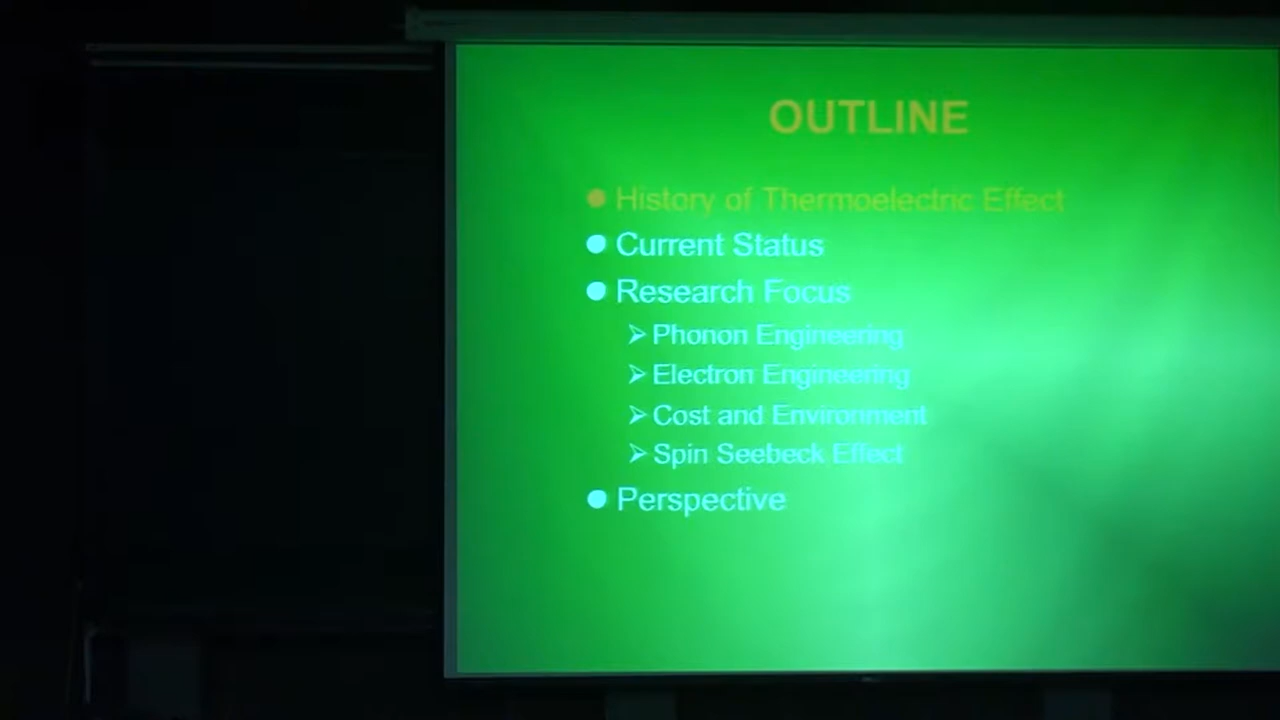 OUTLINE
● History of Thermoelectric Effect
● Current Status
● Research Focus
➢ Phonon Engineering
➢ Electron Engineering
➢ Cost and Environment
➢ Spin Seebeck Effect
● Perspective